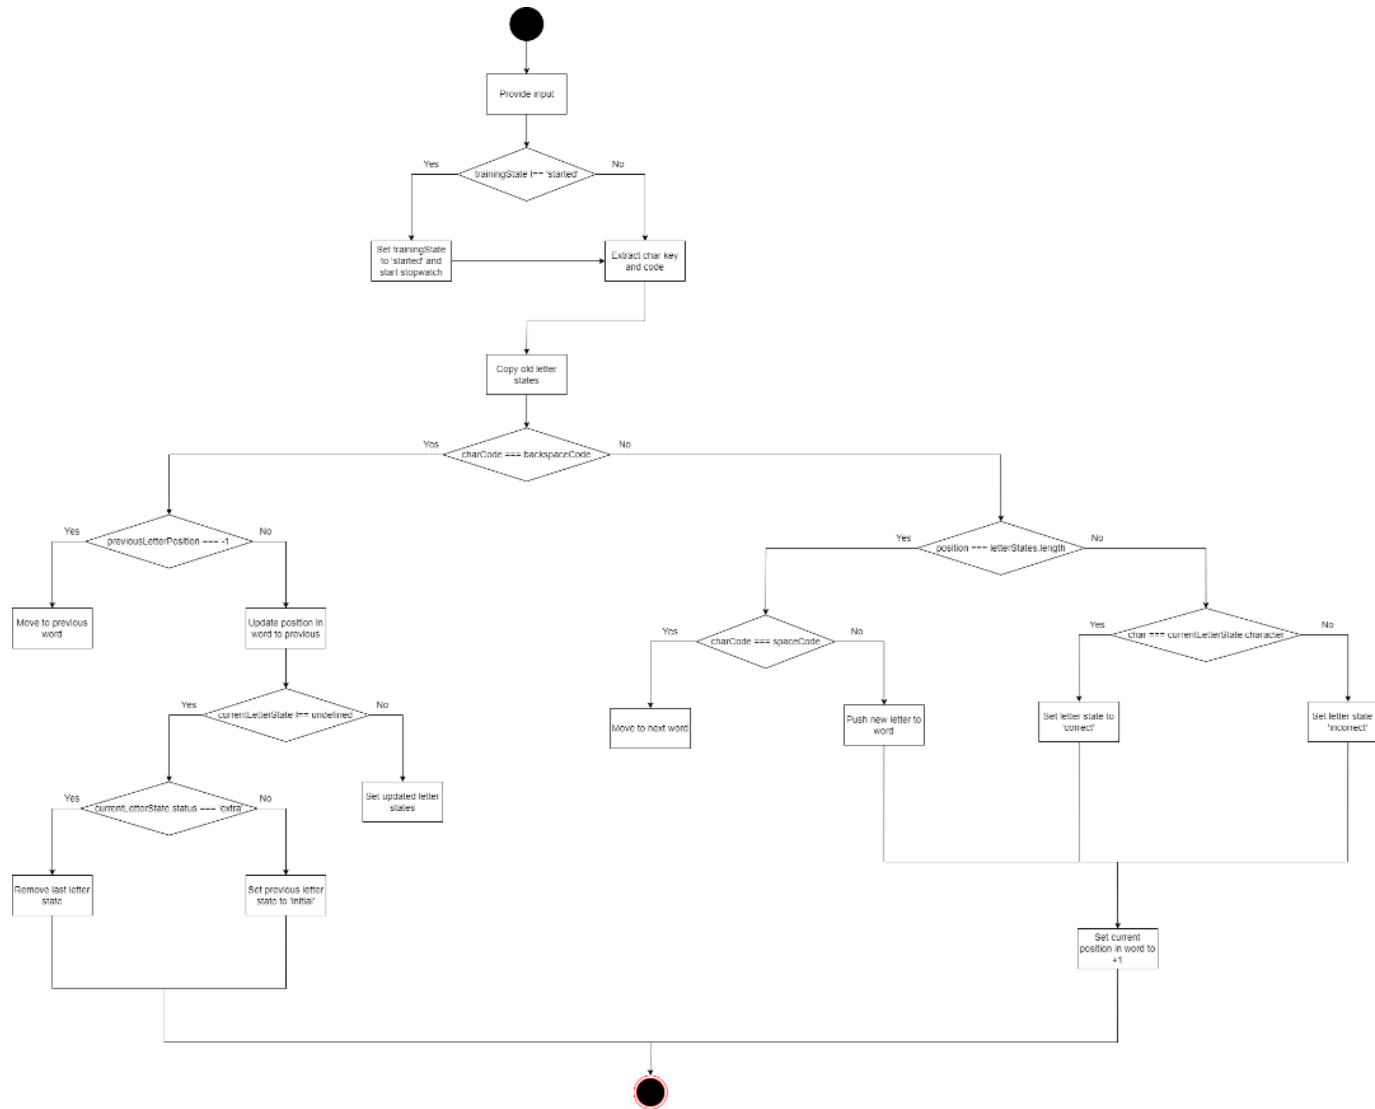 Provide input
Yes
No
trainingState !== 'started'
Set trainingState
to 'started' and
start stopwatch
Extract char key
and code
Copy old letter
states
Yes
No
charCode === backspaceCode
Yes
No
previousLetterPosition === -1
Yes
No
position === letterStates.length
Move to previous
word
Update position in
word to previous
Yes
No
charCode === spaceCode
Yes
No
char === currentLetterState.character
Yes
No
currentLetterState !== undefined
Move to next word
Push new letter to
word
Set letter state to
'correct'
Set letter state
'incorrect'
Set updated letter
states
Yes
No
currentLetterState.status === 'extra'
Remove last letter
state
Set previous letter
state to 'initial'
Set current
position in word to
+1